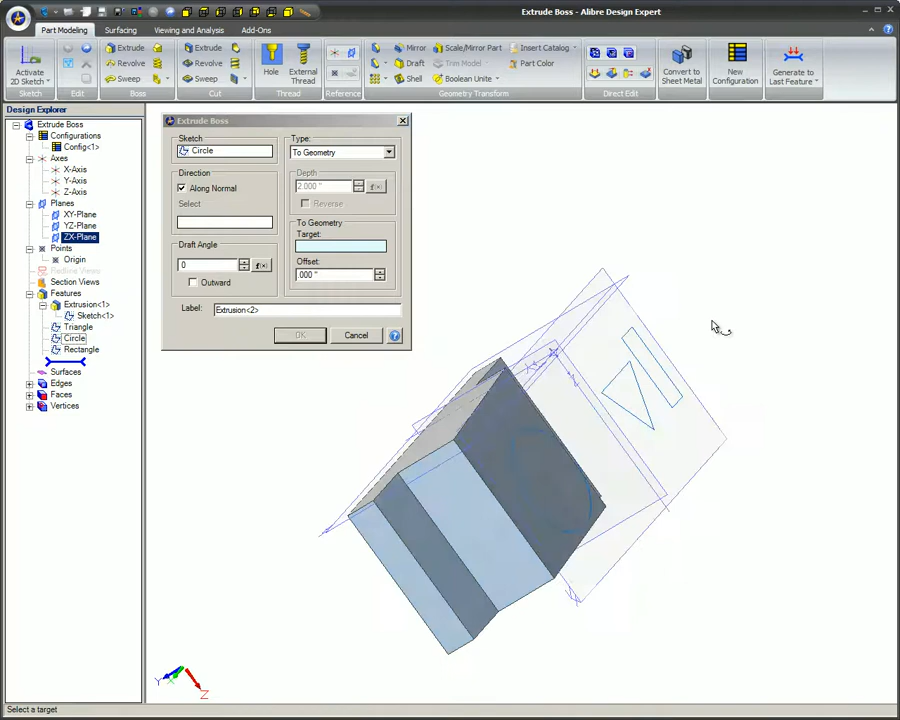 Extrude Boss - Alibre Design Expert
Part Modeling
Surfacing
Viewing and Analysis
Add-Ons
Activate
2D Sketch
Sketch
Edit
Extrude
Revolve
Sweep
Boss
Extrude
Revolve
Sweep
Cut
Hole
External
Thread
Thread
Reference
Mirror
Draft
Shell
Scale/Mirror Part
Trim Model
Boolean Unite
Insert Catalog
Part Color
Geometry Transform
Direct Edit
Convert to
Sheet Metal
New
Configuration
Generate to
Last Feature
Design Explorer
Extrude Boss
Configurations
Config<1>
Axes
X-Axis
Y-Axis
Z-Axis
Planes
XY-Plane
YZ-Plane
ZX-Plane
Points
Origin
Redline Views
Section Views
Features
Extrusion<1>
Sketch<1>
Triangle
Circle
Rectangle
Surfaces
Edges
Faces
Vertices
Extrude Boss
Sketch
Circle
Direction
Along Normal
Select
Draft Angle
0
f(x)
Outward
Type:
To Geometry
Depth
2.000 "
f(x)
Reverse
To Geometry
Target:
Offset:
.000 "
Label:
Extrusion<2>
OK
Cancel
Y
X
Z
Select a target